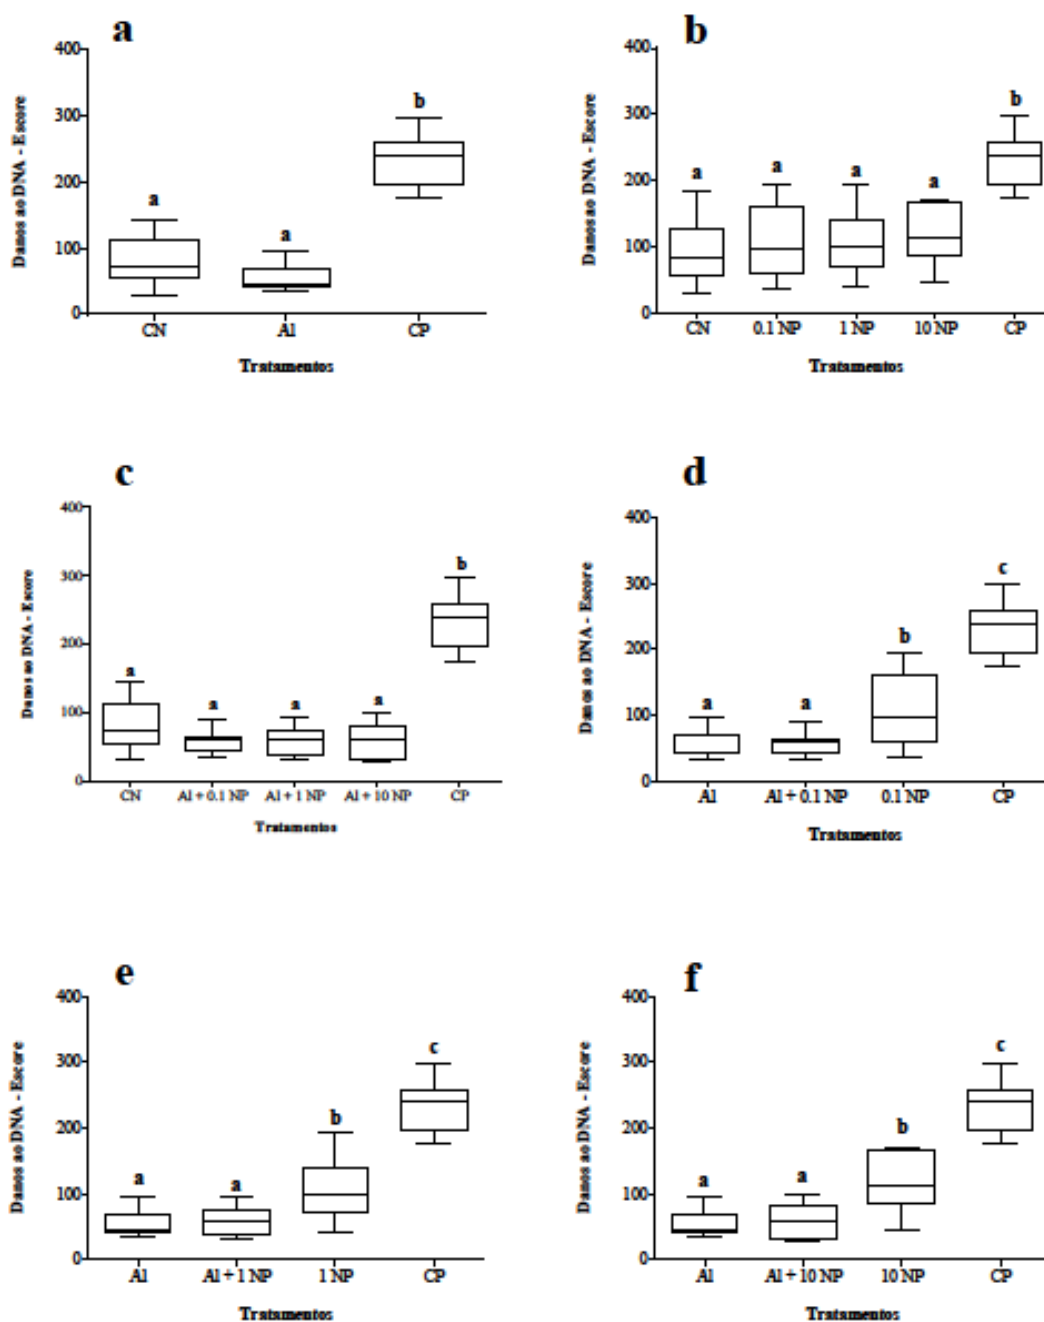 a
400
300
200
100
0
Danos ao DNA - Escore
a
a
b
CN
Al
CP
Tratamentos
b
400
300
200
100
0
Danos ao DNA - Escore
a
a
a
a
b
CN
0.1 NP
1 NP
10 NP
CP
Tratamentos
c
400
300
200
100
0
Danos ao DNA - Escore
a
a
a
a
b
CN
Al + 0.1 NP
Al + 1 NP
Al + 10 NP
CP
Tratamentos
d
400
300
200
100
0
Danos ao DNA - Escore
a
a
b
c
Al
Al + 0.1 NP
0.1 NP
CP
Tratamentos
e
400
300
200
100
0
Danos ao DNA - Escore
a
a
b
c
Al
Al + 1 NP
1 NP
CP
Tratamentos
f
400
300
200
100
0
Danos ao DNA - Escore
a
a
b
c
Al
Al + 10 NP
10 NP
CP
Tratamentos